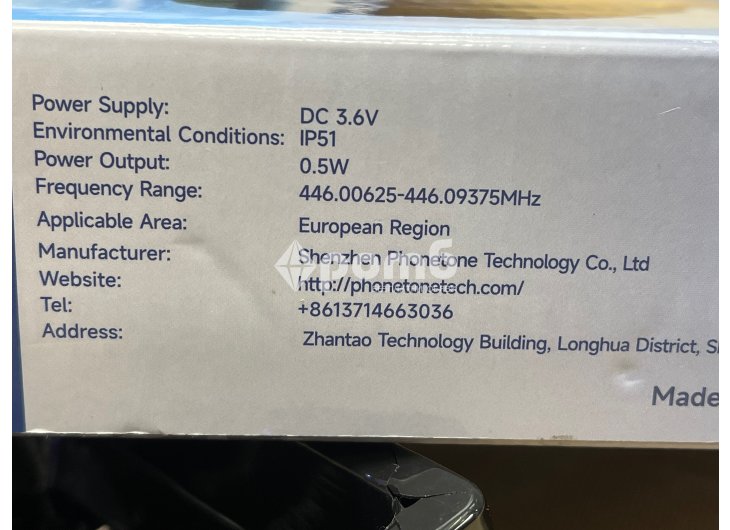 Power Supply: DC 3.6V
Environmental Conditions: IP51
Power Output: 0.5W
Frequency Range: 446.00625-446.09375MHz
Applicable Area: European Region
Manufacturer: Shenzhen Phonetone Technology Co., Ltd
Website: http://phonetonetech.com/
Tel: +8613714663036
Address: Zhantao Technology Building, Longhua District, S
Made
ромб